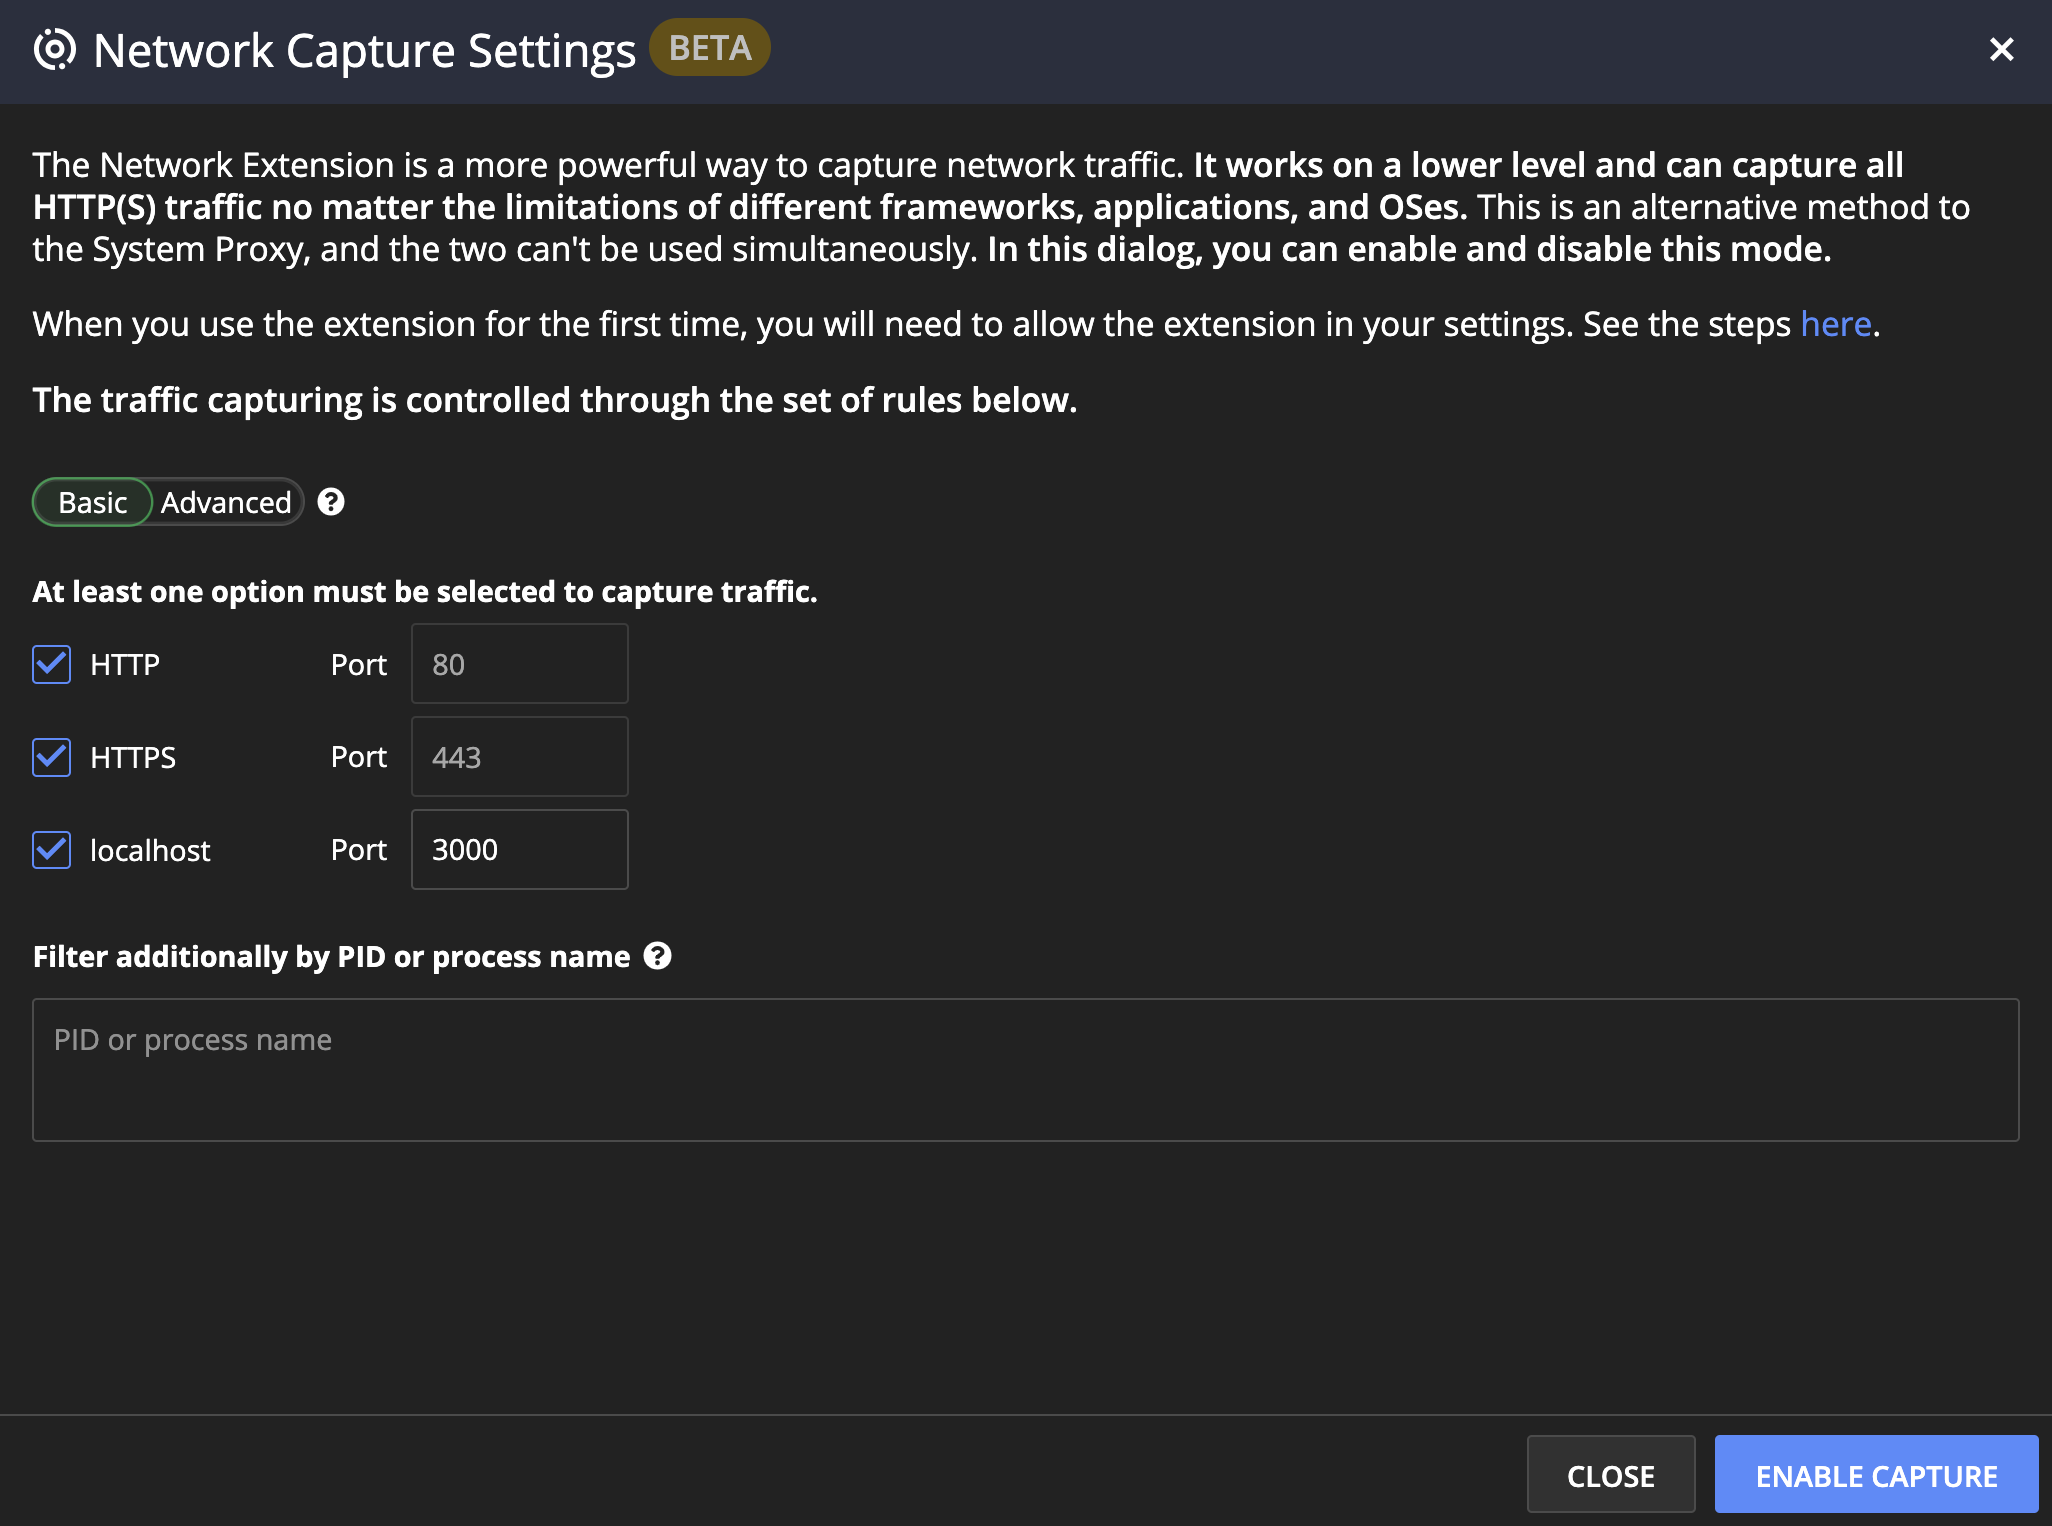 Network Capture Settings BETA
The Network Extension is a more powerful way to capture network traffic. It works on a lower level and can capture all
HTTP(S) traffic no matter the limitations of different frameworks, applications, and OSes. This is an alternative method to
the System Proxy, and the two can't be used simultaneously. In this dialog, you can enable and disable this mode.
When you use the extension for the first time, you will need to allow the extension in your settings. See the steps here.
The traffic capturing is controlled through the set of rules below.
Basic Advanced ?
At least one option must be selected to capture traffic.
HTTP Port 80
HTTPS Port 443
localhost Port 3000
Filter additionally by PID or process name ?
PID or process name
CLOSE ENABLE CAPTURE